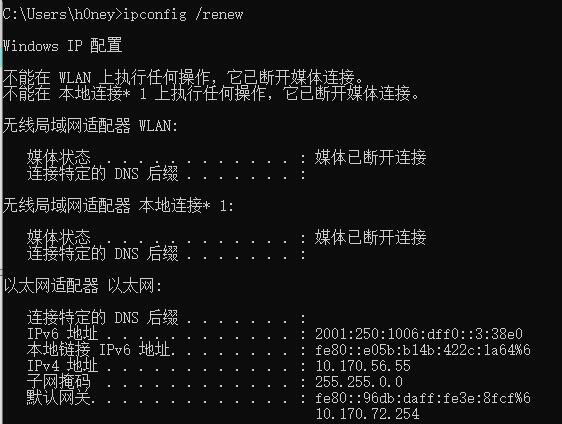 C:\Users\h0ney>ipconfig /renew
Windows IP 配置
不能在 WLAN 上执行任何操作，它已断开媒体连接。
不能在 本地连接* 1 上执行任何操作，它已断开媒体连接。
无线局域网适配器 WLAN:
媒体状态 . . . . . . . . . . . . : 媒体已断开连接
连接特定的 DNS 后缀 . . . . . . . :
无线局域网适配器 本地连接* 1:
媒体状态 . . . . . . . . . . . . : 媒体已断开连接
连接特定的 DNS 后缀 . . . . . . . :
以太网适配器 以太网:
连接特定的 DNS 后缀 . . . . . . . :
IPv6 地址 . . . . . . . . . . . . : 2001:250:1006:dff0::3:38e0
本地链接 IPv6 地址. . . . . . . . : fe80::e05b:b14b:422c:1a64%6
IPv4 地址 . . . . . . . . . . . . : 10.170.56.55
子网掩码 . . . . . . . . . . . . : 255.255.0.0
默认网关. . . . . . . . . . . . . : fe80::96db:daff:fe3e:8fcf%6
10.170.72.254